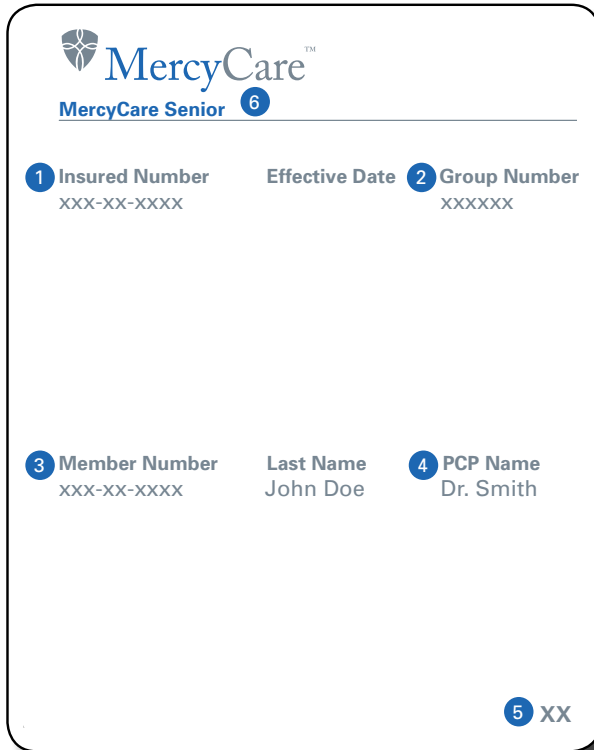 MercyCare™
MercyCare Senior 6
1 Insured Number Effective Date 2 Group Number
xxx-xx-xxxx xxxxxx
3 Member Number Last Name 4 PCP Name
xxx-xx-xxxx John Doe Dr. Smith
5 XX